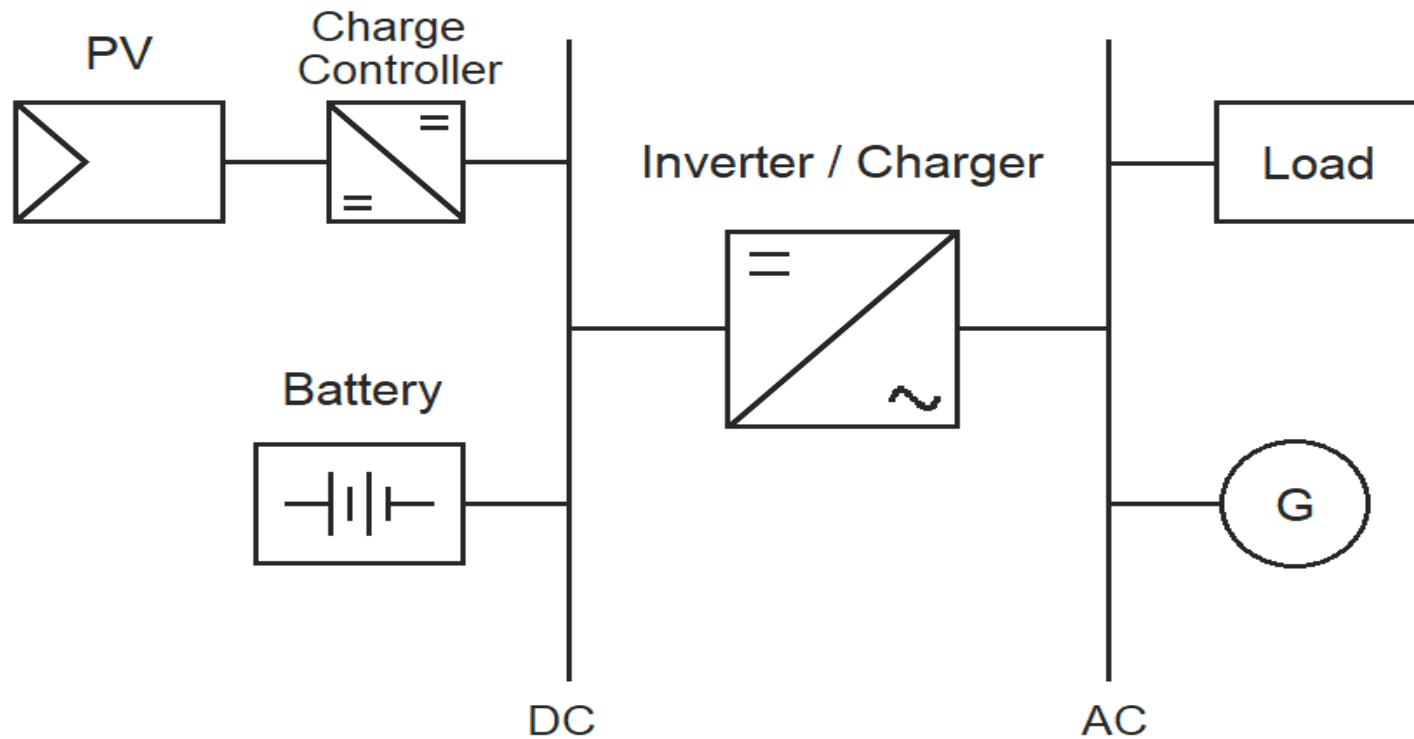 PV
Charge
Controller
Inverter / Charger
Load
Battery
G
DC
AC